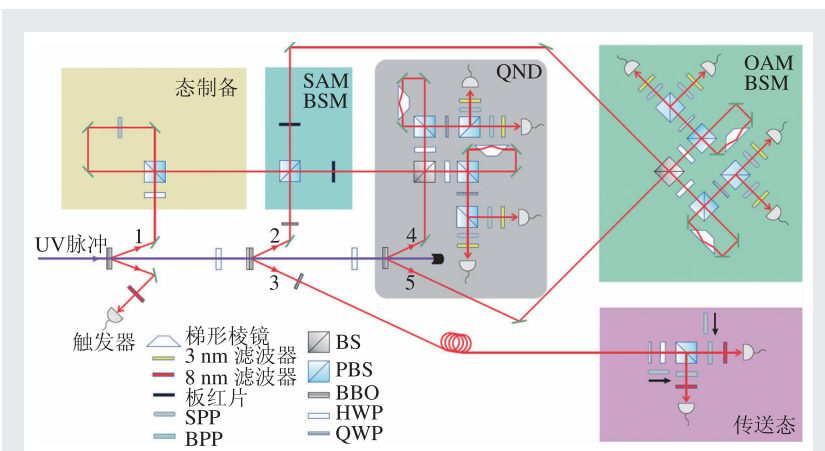 态制备
SAM
BSM
QND
OAM
BSM
1
2
3
4
5
UV脉冲
触发器
梯形棱镜
3 nm 滤波器
8 nm 滤波器
板红片
SPP
BPP
BS
PBS
BBO
HWP
QWP
传送态